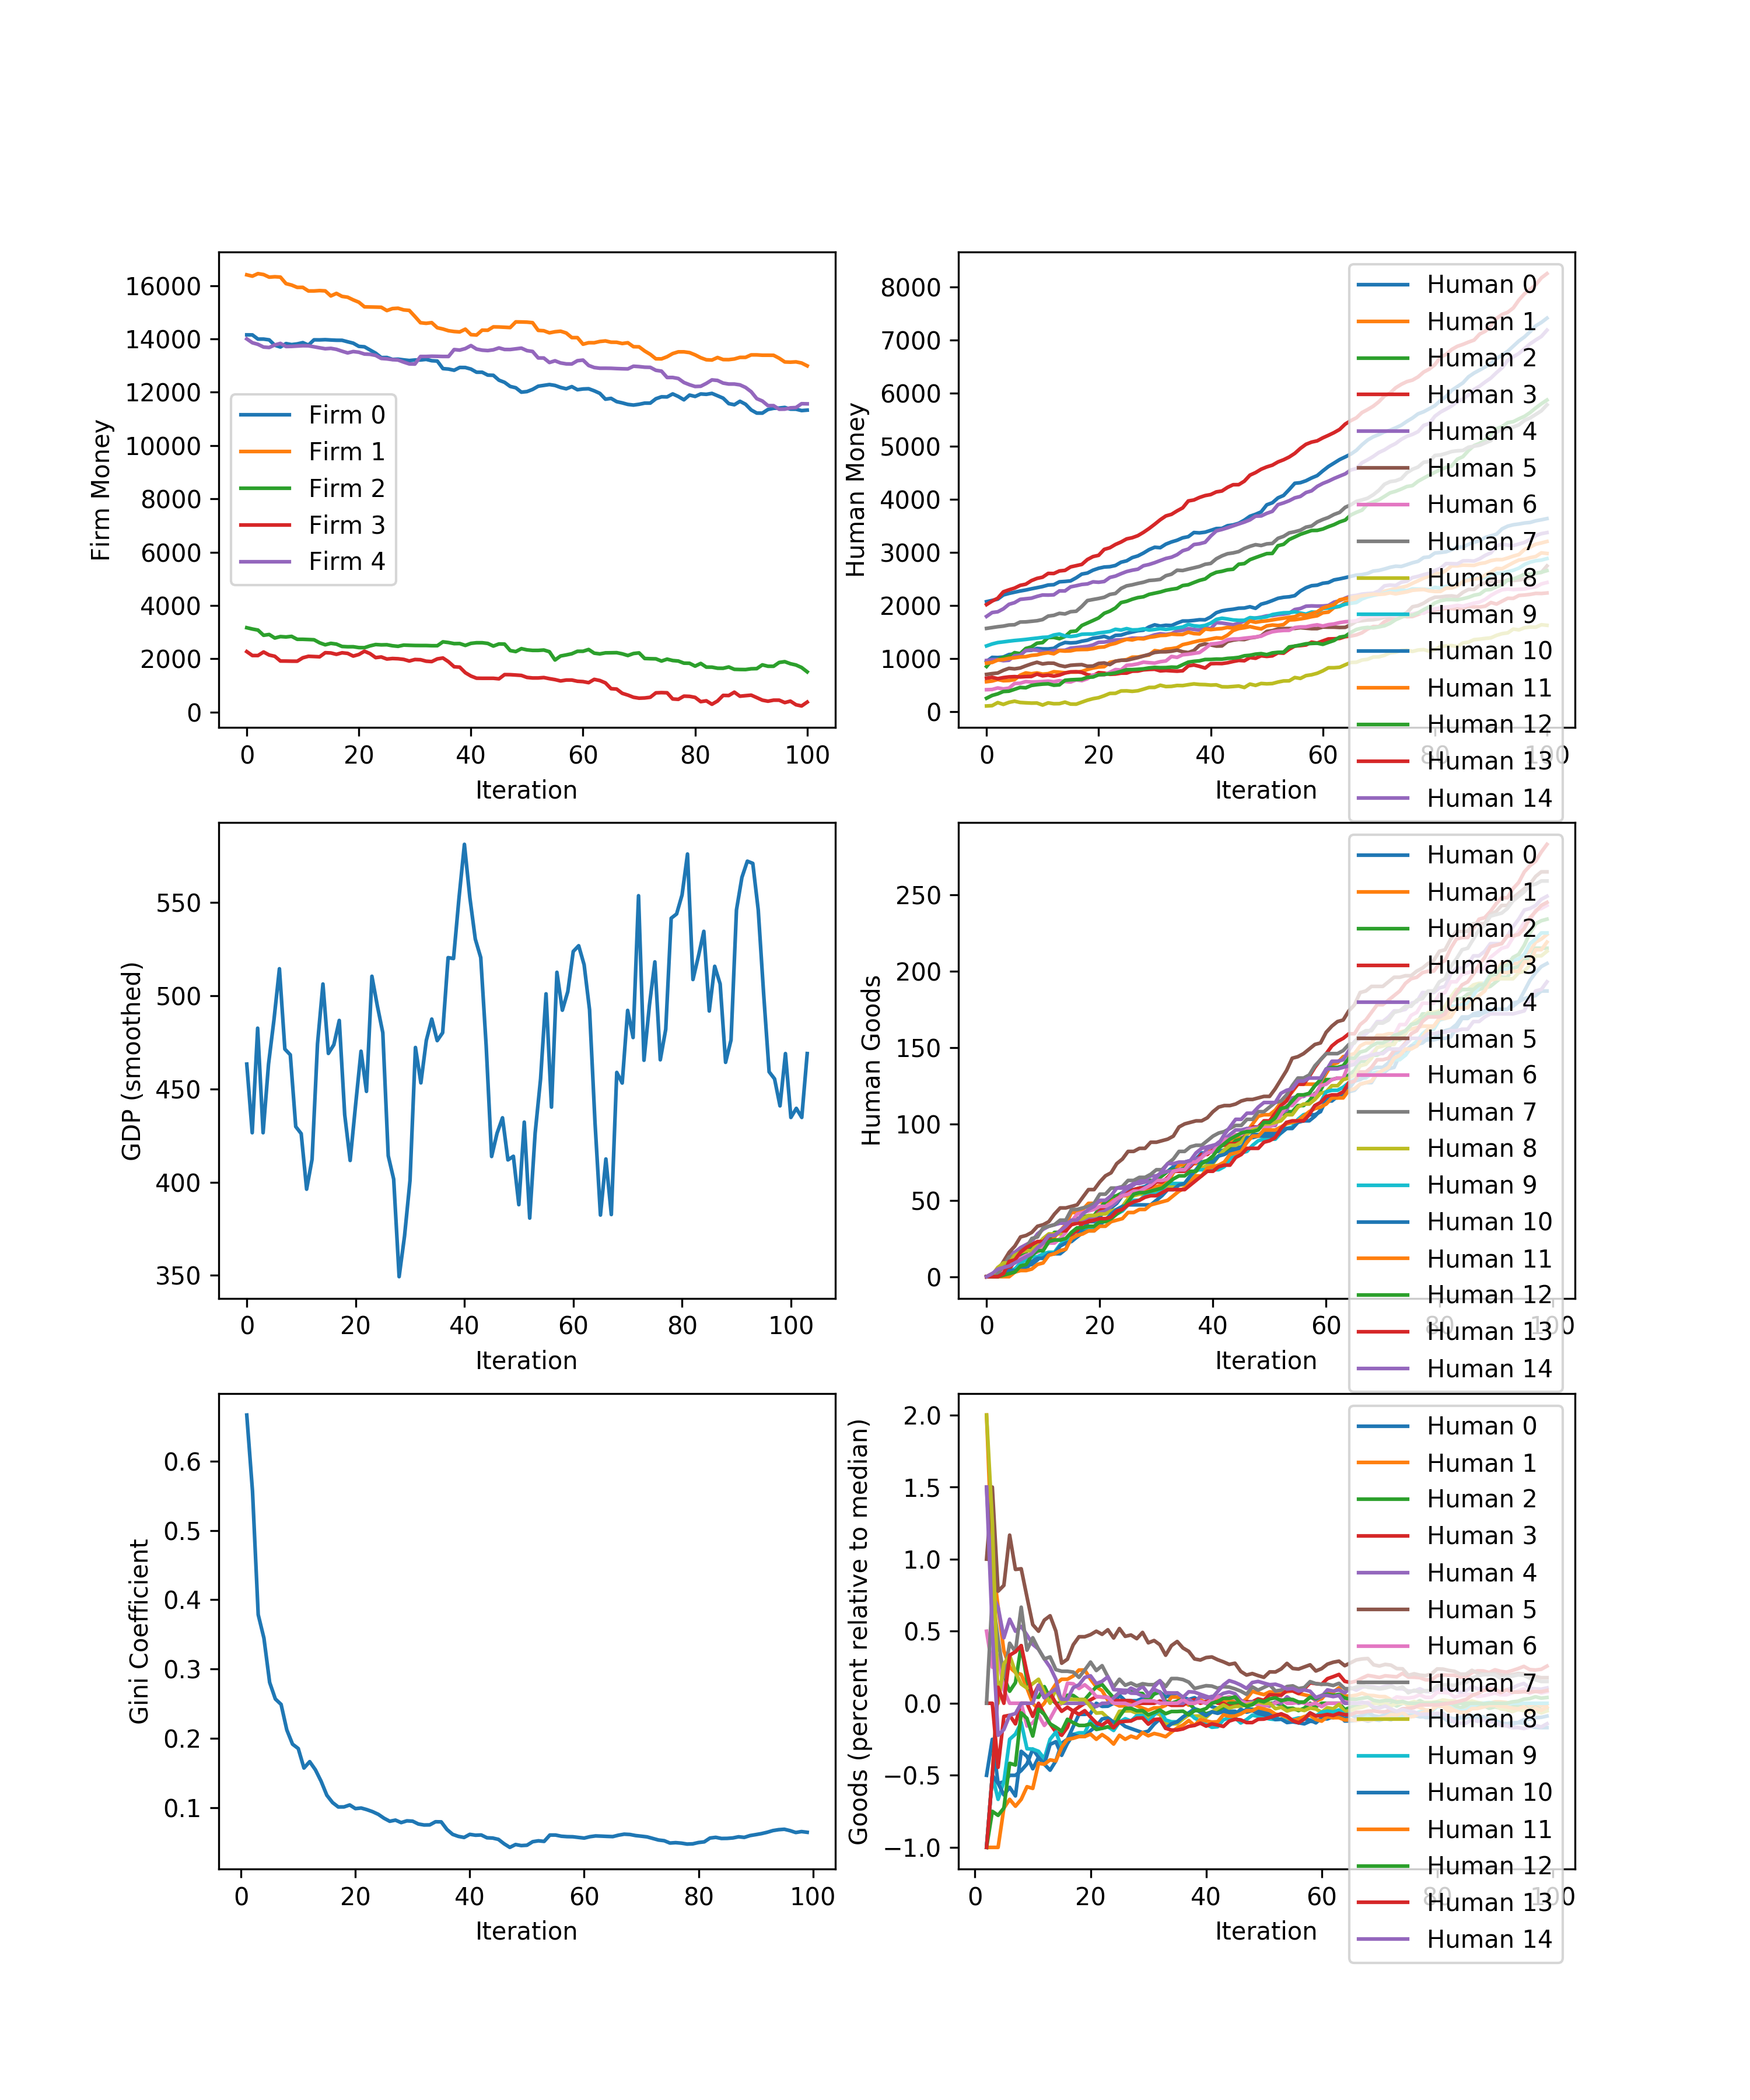 Firm Money
16000
14000
12000
10000
8000
6000
4000
2000
0
Firm 0
Firm 1
Firm 2
Firm 3
Firm 4
0 20 40 60 80 100
Iteration
Human Money
8000
7000
6000
5000
4000
3000
2000
1000
0
Human 0
Human 1
Human 2
Human 3
Human 4
Human 5
Human 6
Human 7
Human 8
Human 9
Human 10
Human 11
Human 12
Human 13
Human 14
0 20 40 60 80 100
Iteration
GDP (smoothed)
550
500
450
400
350
0 20 40 60 80 100
Iteration
Human Goods
250
200
150
100
50
0
Human 0
Human 1
Human 2
Human 3
Human 4
Human 5
Human 6
Human 7
Human 8
Human 9
Human 10
Human 11
Human 12
Human 13
Human 14
0 20 40 60 80 100
Iteration
Gini Coefficient
0.6
0.5
0.4
0.3
0.2
0.1
0 20 40 60 80 100
Iteration
Goods (percent relative to median)
2.0
1.5
1.0
0.5
0.0
−0.5
−1.0
Human 0
Human 1
Human 2
Human 3
Human 4
Human 5
Human 6
Human 7
Human 8
Human 9
Human 10
Human 11
Human 12
Human 13
Human 14
0 20 40 60 80 100
Iteration